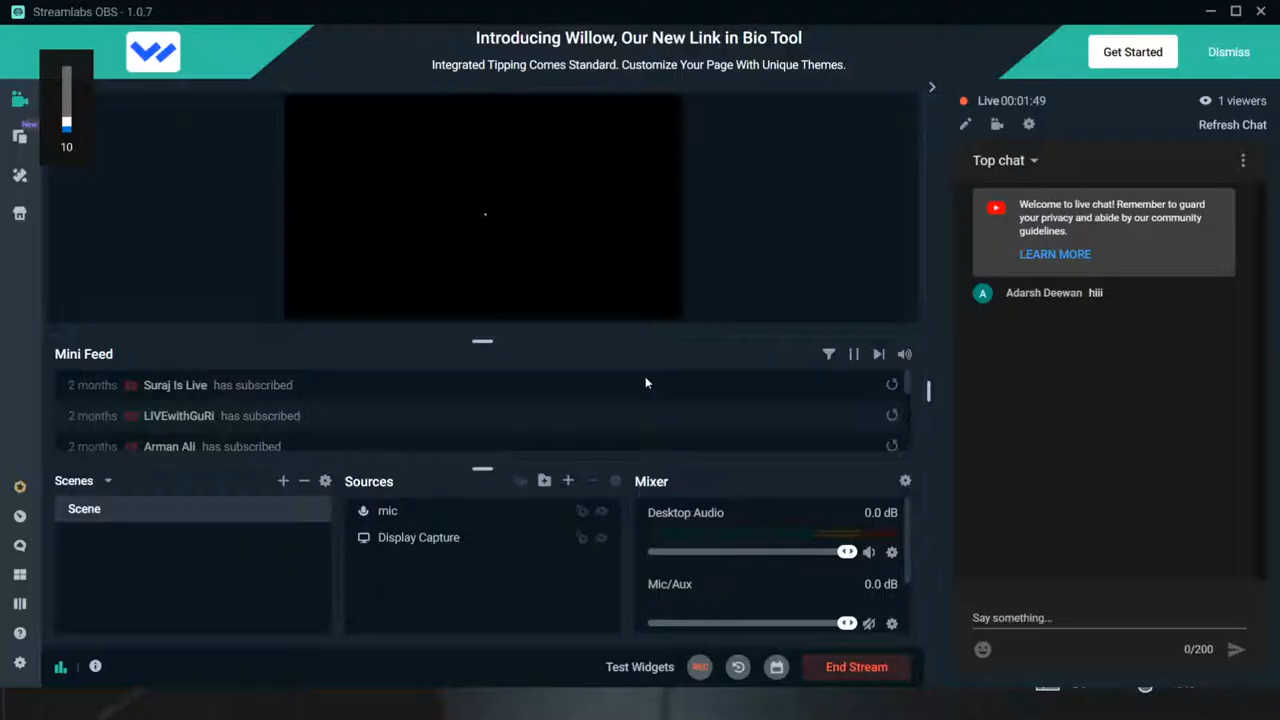 Streamlabs OBS - 1.0.7
Introducing Willow, Our New Link in Bio Tool
Integrated Tipping Comes Standard. Customize Your Page With Unique Themes.
Get Started
Dismiss
10
New
Live 00:01:49
1 viewers
Refresh Chat
Top chat
Welcome to live chat! Remember to guard
your privacy and abide by our community
guidelines.
LEARN MORE
A Adarsh Deewan hiii
Mini Feed
2 months Suraj Is Live has subscribed
2 months LIVEwithGuRi has subscribed
2 months Arman Ali has subscribed
Scenes
Scene
Sources
mic
Display Capture
Mixer
Desktop Audio 0.0 dB
Mic/Aux 0.0 dB
Say something...
0/200
Test Widgets
REC
End Stream